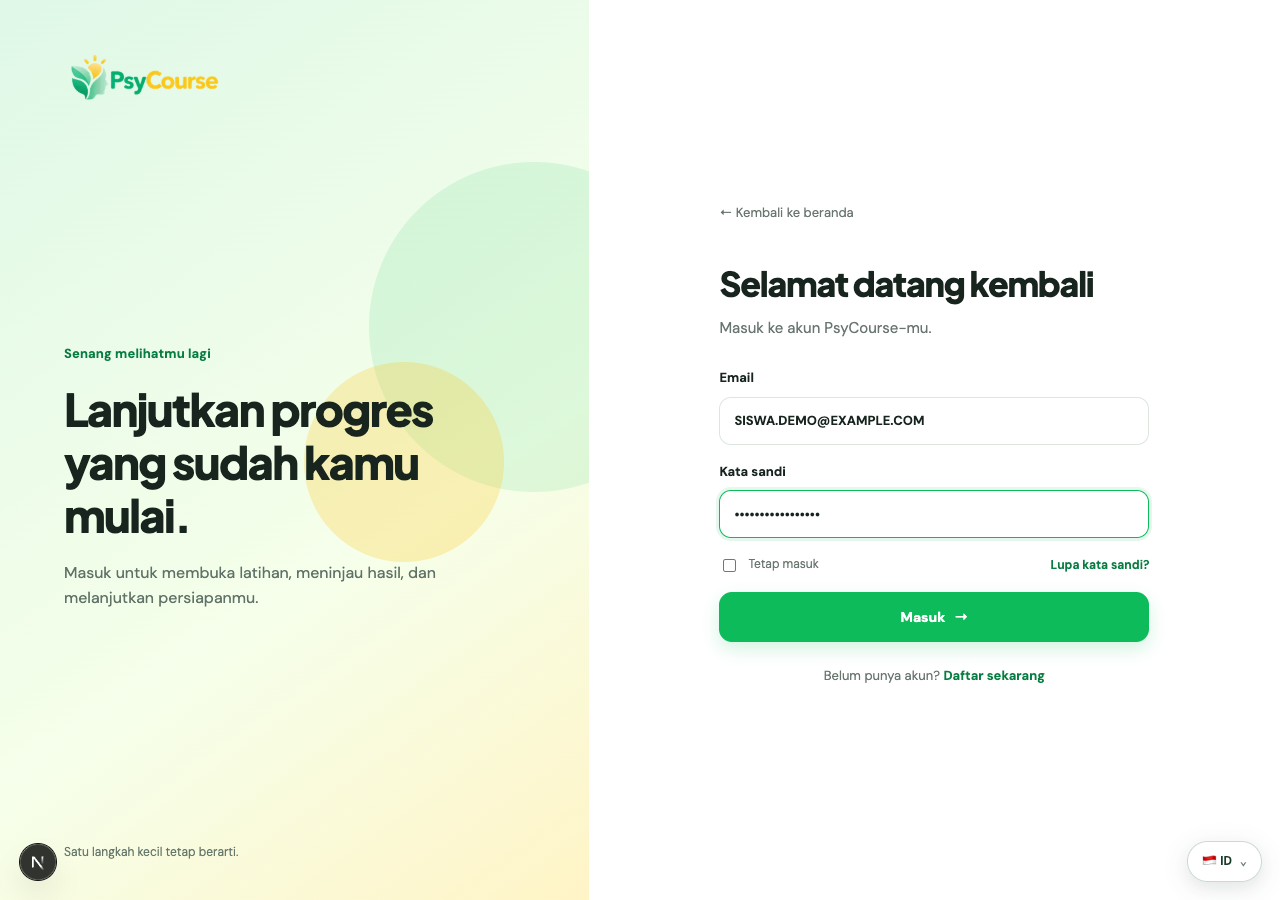 PsyCourse
Senang melihatmu lagi
Lanjutkan progres
yang sudah kamu
mulai.
Masuk untuk membuka latihan, meninjau hasil, dan
melanjutkan persiapanmu.
Satu langkah kecil tetap berarti.
N
← Kembali ke beranda
Selamat datang kembali
Masuk ke akun PsyCourse-mu.
Email
SISWA.DEMO@EXAMPLE.COM
Kata sandi
•••••••••••••••••
Tetap masuk
Lupa kata sandi?
Masuk →
Belum punya akun? Daftar sekarang
ID